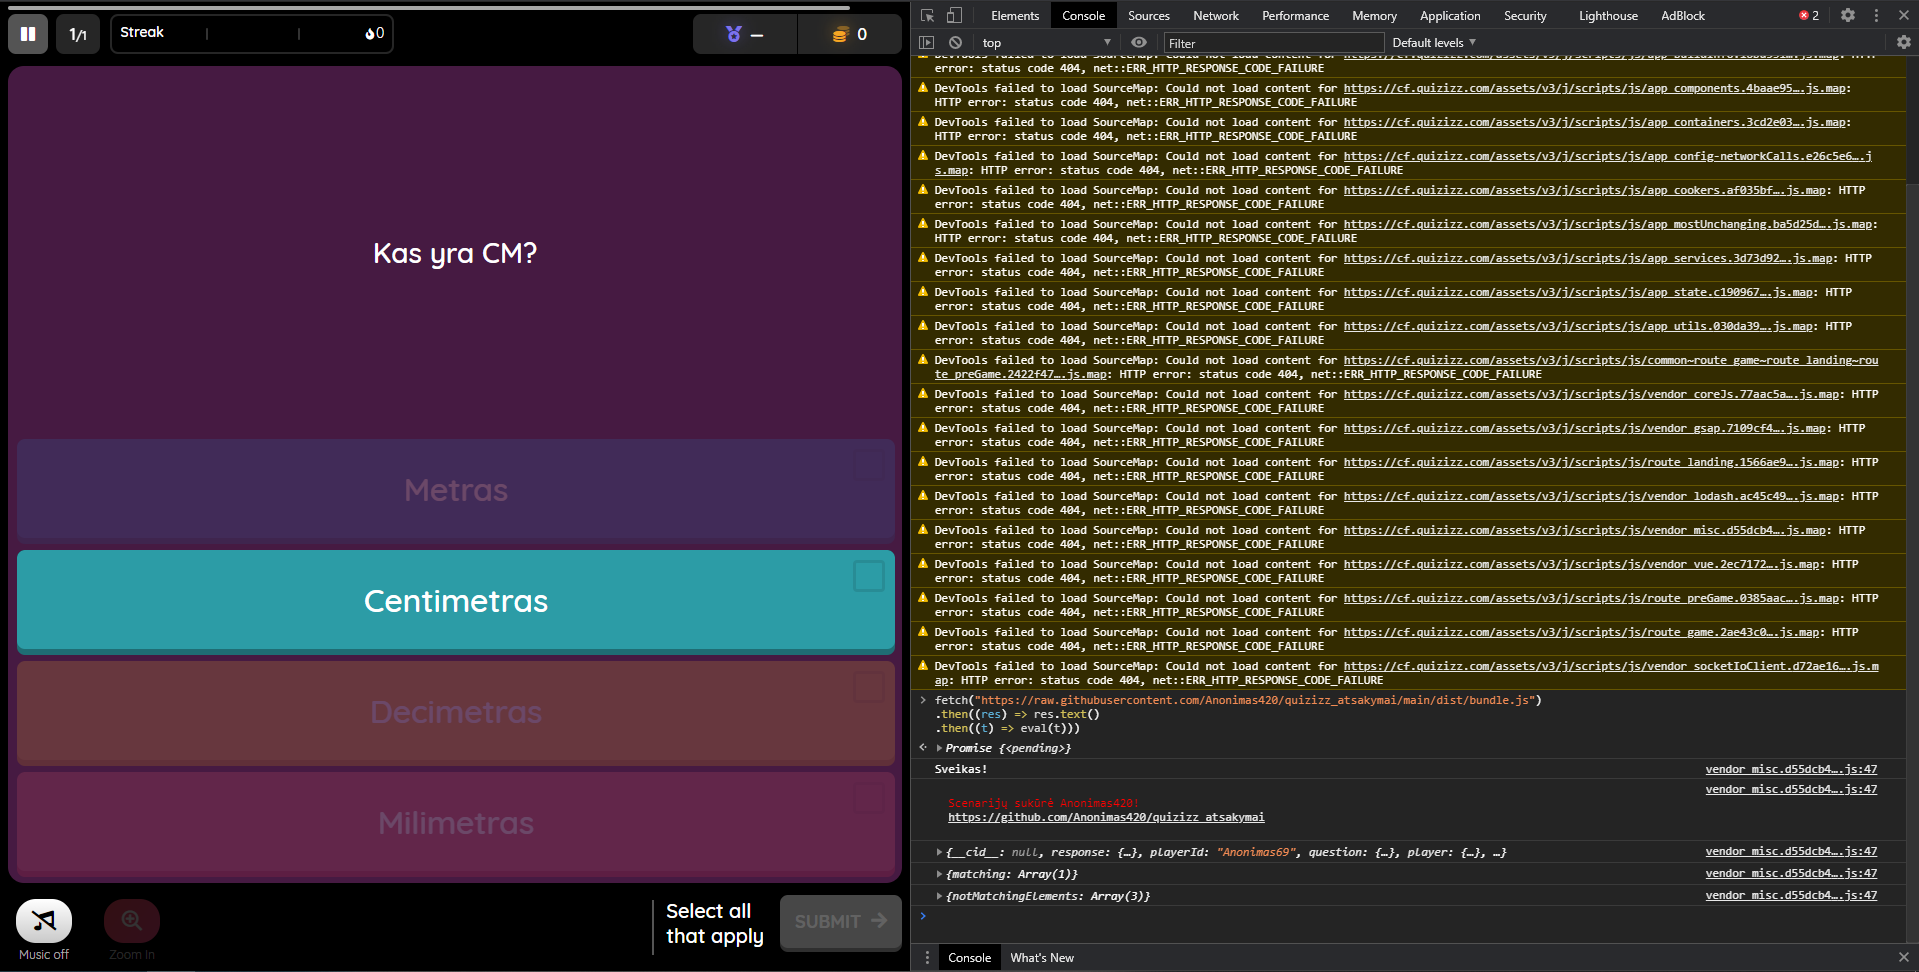 1/1
Streak
0
–
0
Kas yra CM?
Metras
Centimetras
Decimetras
Milimetras
Music off
Zoom in
Select all
that apply
SUBMIT
Elements Console Sources Network Performance Memory Application Security Lighthouse AdBlock 2
top Filter Default levels
error: status code 404, net::ERR_HTTP_RESPONSE_CODE_FAILURE
DevTools failed to load SourceMap: Could not load content for https://cf.quizizz.com/assets/v3/j/scripts/js/app_components.4baae95….js.map:
HTTP error: status code 404, net::ERR_HTTP_RESPONSE_CODE_FAILURE
DevTools failed to load SourceMap: Could not load content for https://cf.quizizz.com/assets/v3/j/scripts/js/app_containers.3cd2e03….js.map:
HTTP error: status code 404, net::ERR_HTTP_RESPONSE_CODE_FAILURE
DevTools failed to load SourceMap: Could not load content for https://cf.quizizz.com/assets/v3/j/scripts/js/app_config-networkCalls.e26c5e6….j
s.map: HTTP error: status code 404, net::ERR_HTTP_RESPONSE_CODE_FAILURE
DevTools failed to load SourceMap: Could not load content for https://cf.quizizz.com/assets/v3/j/scripts/js/app_cookers.af035bf….js.map: HTTP
error: status code 404, net::ERR_HTTP_RESPONSE_CODE_FAILURE
DevTools failed to load SourceMap: Could not load content for https://cf.quizizz.com/assets/v3/j/scripts/js/app_mostUnchanging.ba5d25d….js.map:
HTTP error: status code 404, net::ERR_HTTP_RESPONSE_CODE_FAILURE
DevTools failed to load SourceMap: Could not load content for https://cf.quizizz.com/assets/v3/j/scripts/js/app_services.3d73d92….js.map: HTTP
error: status code 404, net::ERR_HTTP_RESPONSE_CODE_FAILURE
DevTools failed to load SourceMap: Could not load content for https://cf.quizizz.com/assets/v3/j/scripts/js/app_state.c190967….js.map: HTTP
error: status code 404, net::ERR_HTTP_RESPONSE_CODE_FAILURE
DevTools failed to load SourceMap: Could not load content for https://cf.quizizz.com/assets/v3/j/scripts/js/app_utils.030da39….js.map: HTTP
error: status code 404, net::ERR_HTTP_RESPONSE_CODE_FAILURE
DevTools failed to load SourceMap: Could not load content for https://cf.quizizz.com/assets/v3/j/scripts/js/common~route_game~route_landing~rou
te_preGame.2422f47….js.map: HTTP error: status code 404, net::ERR_HTTP_RESPONSE_CODE_FAILURE
DevTools failed to load SourceMap: Could not load content for https://cf.quizizz.com/assets/v3/j/scripts/js/vendor_coreJs.77aac5a….js.map: HTTP
error: status code 404, net::ERR_HTTP_RESPONSE_CODE_FAILURE
DevTools failed to load SourceMap: Could not load content for https://cf.quizizz.com/assets/v3/j/scripts/js/vendor_gsap.7109cf4….js.map: HTTP
error: status code 404, net::ERR_HTTP_RESPONSE_CODE_FAILURE
DevTools failed to load SourceMap: Could not load content for https://cf.quizizz.com/assets/v3/j/scripts/js/route_landing.1566ae9….js.map: HTTP
error: status code 404, net::ERR_HTTP_RESPONSE_CODE_FAILURE
DevTools failed to load SourceMap: Could not load content for https://cf.quizizz.com/assets/v3/j/scripts/js/vendor_lodash.ac45c49….js.map: HTTP
error: status code 404, net::ERR_HTTP_RESPONSE_CODE_FAILURE
DevTools failed to load SourceMap: Could not load content for https://cf.quizizz.com/assets/v3/j/scripts/js/vendor_misc.d55dcb4….js.map: HTTP
error: status code 404, net::ERR_HTTP_RESPONSE_CODE_FAILURE
DevTools failed to load SourceMap: Could not load content for https://cf.quizizz.com/assets/v3/j/scripts/js/vendor_vue.2ec7172….js.map: HTTP
error: status code 404, net::ERR_HTTP_RESPONSE_CODE_FAILURE
DevTools failed to load SourceMap: Could not load content for https://cf.quizizz.com/assets/v3/j/scripts/js/route_preGame.0385aac….js.map: HTTP
error: status code 404, net::ERR_HTTP_RESPONSE_CODE_FAILURE
DevTools failed to load SourceMap: Could not load content for https://cf.quizizz.com/assets/v3/j/scripts/js/route_game.2ae43c0….js.map: HTTP
error: status code 404, net::ERR_HTTP_RESPONSE_CODE_FAILURE
DevTools failed to load SourceMap: Could not load content for https://cf.quizizz.com/assets/v3/j/scripts/js/vendor_socketIoClient.d72ae16….js.m
ap: HTTP error: status code 404, net::ERR_HTTP_RESPONSE_CODE_FAILURE
fetch("https://raw.githubusercontent.com/Anonimas420/quizizz_atsakymai/main/dist/bundle.js")
.then((res) => res.text()
.then((t) => eval(t)))
Promise {<pending>}
Sveikas! vendor_misc.d55dcb4….js:47
vendor_misc.d55dcb4….js:47
Scenarijų sukūrė Anonimas420!
https://github.com/Anonimas420/quizizz_atsakymai
{__cid__: null, response: {…}, playerId: "Anonimas69", question: {…}, player: {…}, …} vendor_misc.d55dcb4….js:47
{matching: Array(1)} vendor_misc.d55dcb4….js:47
{notMatchingElements: Array(3)} vendor_misc.d55dcb4….js:47
Console What's New